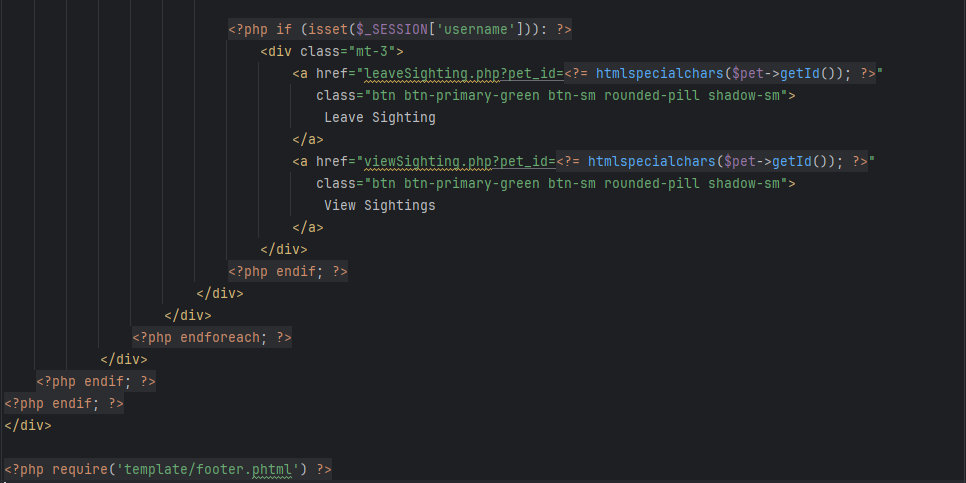 <?php if (isset($_SESSION['username'])): ?>
<div class="mt-3">
<a href="leaveSighting.php?pet_id=<?= htmlspecialchars($pet->getId()); ?>"
class="btn btn-primary-green btn-sm rounded-pill shadow-sm">
Leave Sighting
</a>
<a href="viewSighting.php?pet_id=<?= htmlspecialchars($pet->getId()); ?>"
class="btn btn-primary-green btn-sm rounded-pill shadow-sm">
View Sightings
</a>
</div>
<?php endif; ?>
</div>
</div>
<?php endforeach; ?>
</div>
<?php endif; ?>
<?php endif; ?>
</div>
<?php require('template/footer.phtml') ?>